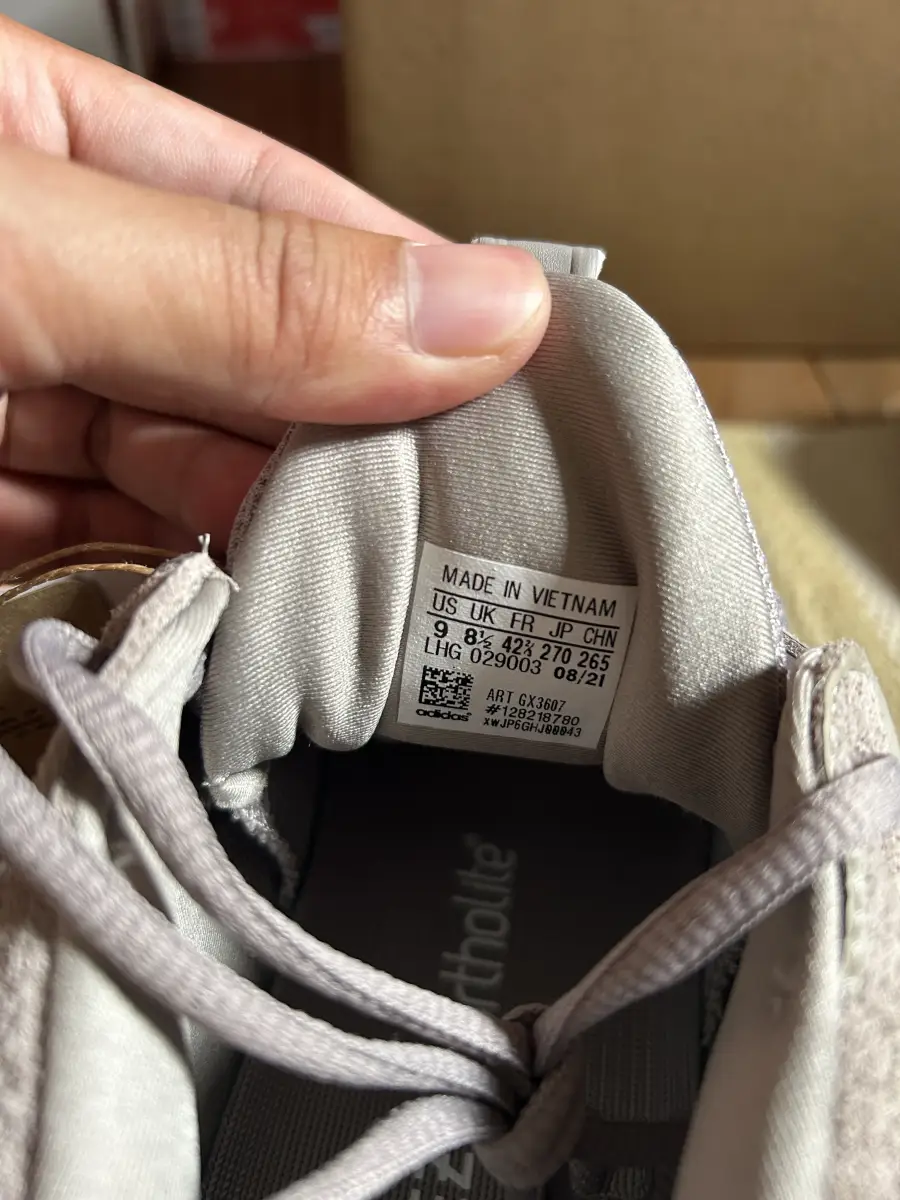 MADE IN VIETNAM
US UK FR JP CHN
9 8½ 42⅔ 270 265
LHG 029003 08/21
ART GX3607
#128218780
adidas
xwJP6GHJ00043
rtholite®